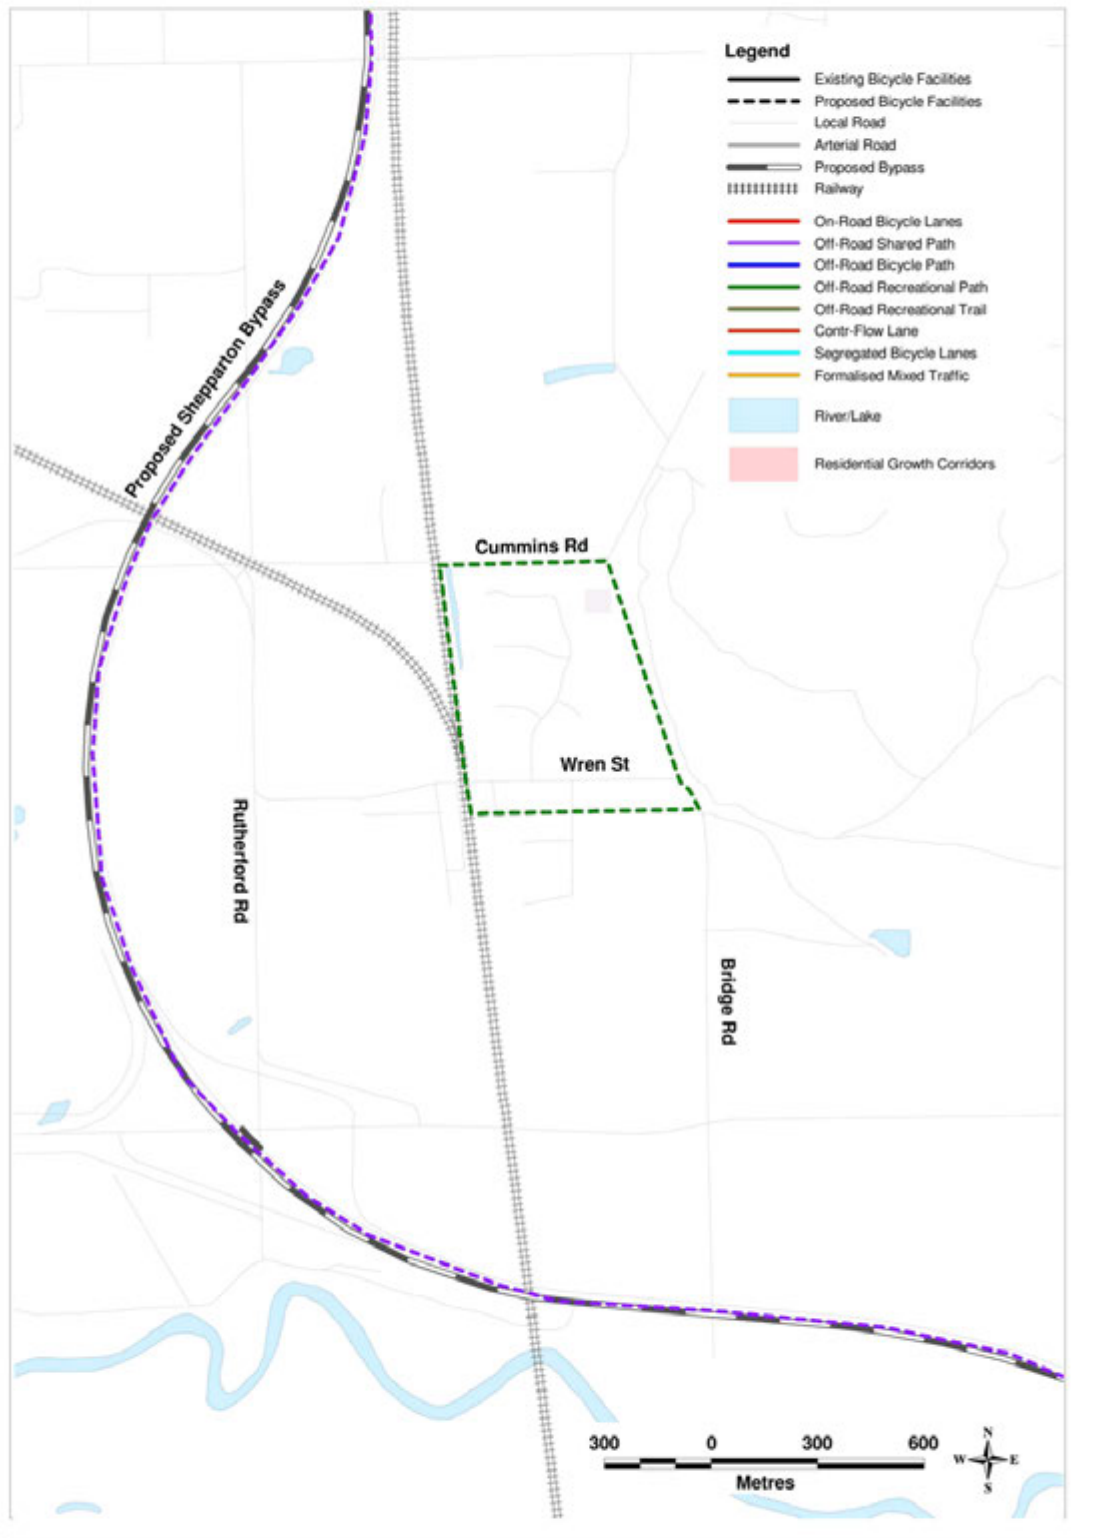 Legend
Existing Bicycle Facilities
Proposed Bicycle Facilities
Local Road
Arterial Road
Proposed Bypass
Railway
On-Road Bicycle Lanes
Off-Road Shared Path
Off-Road Bicycle Path
Off-Road Recreational Path
Off-Road Recreational Trail
Contr-Flow Lane
Segregated Bicycle Lanes
Formalised Mixed Traffic
River/Lake
Residential Growth Corridors
Proposed Shepparton Bypass
Cummins Rd
Wren St
Rutherford Rd
Bridge Rd
300 0 300 600
Metres
N
W E
S